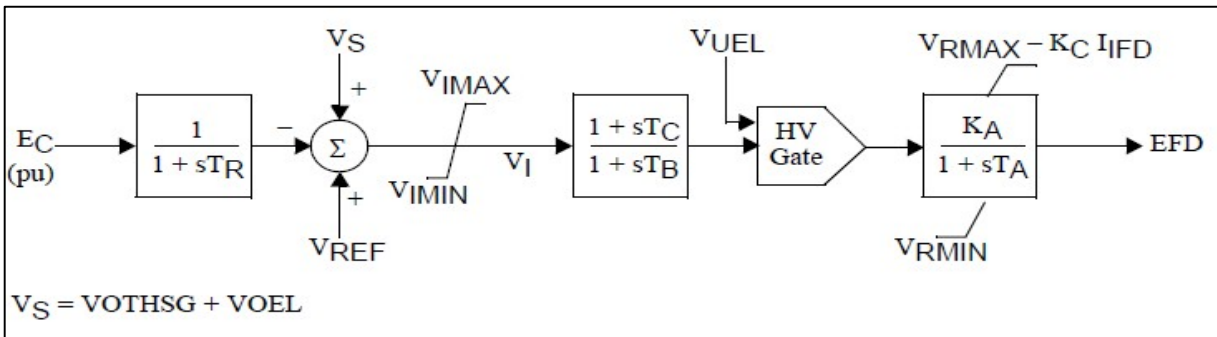 VS
+
VIMAX
VUEL
VRMAX – KC IIFD
EC
(pu)
1
1 + sTR
–
Σ
+
VREF
VIMIN
VI
1 + sTC
1 + sTB
HV
Gate
KA
1 + sTA
EFD
VRMIN
VS = VOTHSG + VOEL